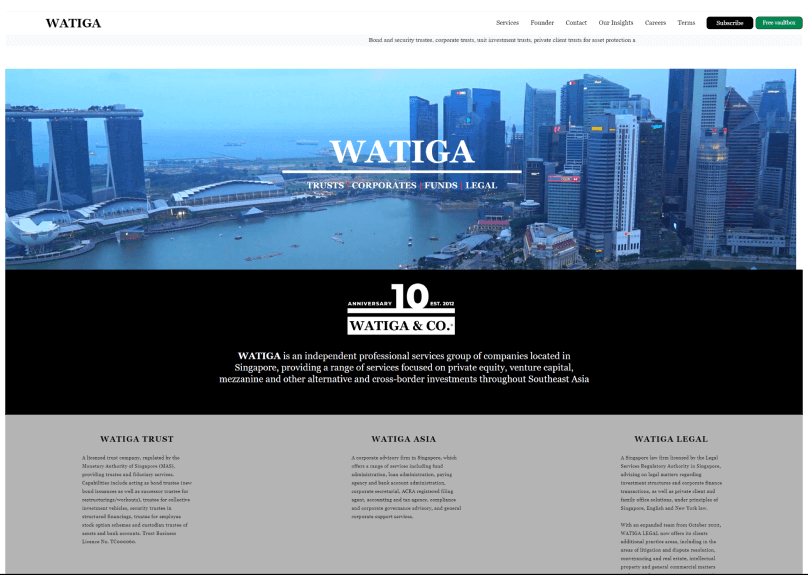 WATIGA
Services Founder Contact Our Insights Careers Terms Subscribe Free vaultbox
Bond and security trustee, corporate trusts, unit investment trusts, private client trusts for asset protection a
WATIGA
TRUSTS | CORPORATES | FUNDS | LEGAL
ANNIVERSARY 10 EST. 2012
WATIGA & CO.®
WATIGA is an independent professional services group of companies located in
Singapore, providing a range of services focused on private equity, venture capital,
mezzanine and other alternative and cross-border investments throughout Southeast Asia
WATIGA TRUST
A licensed trust company, regulated by the
Monetary Authority of Singapore (MAS),
providing trustee and fiduciary services.
Capabilities include acting as bond trustee (new
bond issuances as well as successor trustee for
restructurings/workouts), trustee for collective
investment vehicles, security trustee in
structured financings, trustee for employee
stock option schemes and custodian trustee of
assets and bank accounts. Trust Business
Licence No.
WATIGA ASIA
A corporate advisory firm in Singapore, which
offers a range of services including fund
administration, loan administration, paying
agency and bank account administration,
corporate secretarial, ACRA registered filing
agent, accounting and tax agency, compliance
and corporate governance advisory, and general
corporate support services.
WATIGA LEGAL
A Singapore law firm licensed by the Legal
Services Regulatory Authority in Singapore,
advising on legal matters regarding
investment structures and corporate finance
transactions, as well as private client and
family office solutions, under principles of
Singapore, English and New York law.
With an expanded team from October 2022,
WATIGA LEGAL now offers its clients
additional practice areas, including in the
areas of litigation and dispute resolution,
conveyancing and real estate, intellectual
property and general commercial matters